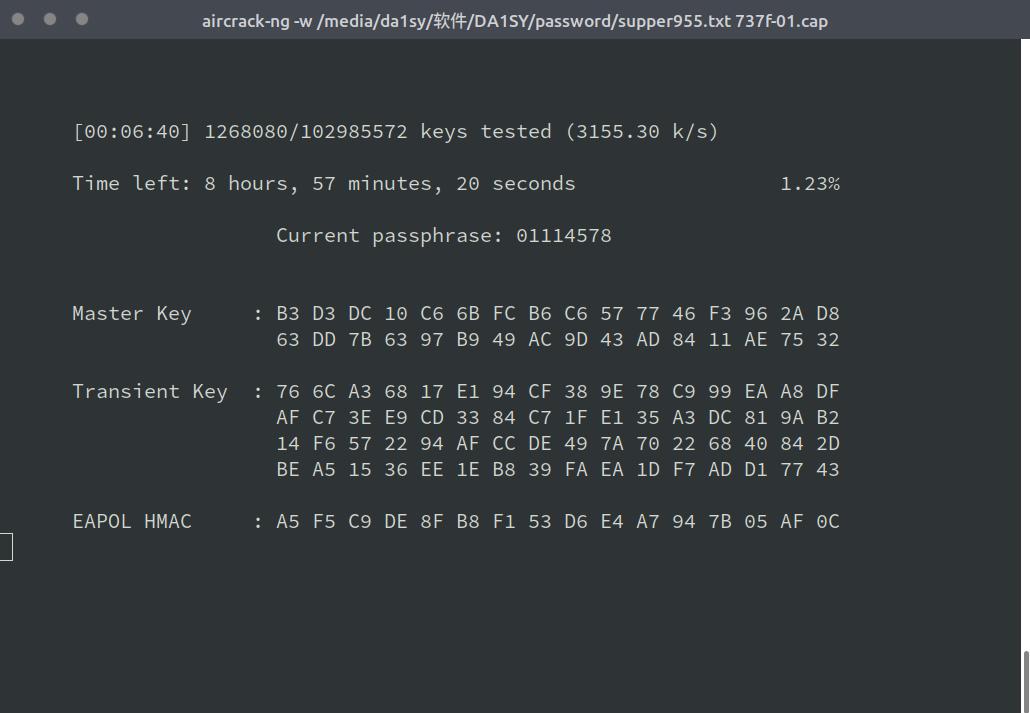 aircrack-ng -w /media/da1sy/软件/DA1SY/password/supper955.txt 737f-01.cap
[00:06:40] 1268080/102985572 keys tested (3155.30 k/s)
Time left: 8 hours, 57 minutes, 20 seconds 1.23%
Current passphrase: 01114578
Master Key : B3 D3 DC 10 C6 6B FC B6 C6 57 77 46 F3 96 2A D8
63 DD 7B 63 97 B9 49 AC 9D 43 AD 84 11 AE 75 32
Transient Key : 76 6C A3 68 17 E1 94 CF 38 9E 78 C9 99 EA A8 DF
AF C7 3E E9 CD 33 84 C7 1F E1 35 A3 DC 81 9A B2
14 F6 57 22 94 AF CC DE 49 7A 70 22 68 40 84 2D
BE A5 15 36 EE 1E B8 39 FA EA 1D F7 AD D1 77 43
EAPOL HMAC : A5 F5 C9 DE 8F B8 F1 53 D6 E4 A7 94 7B 05 AF 0C